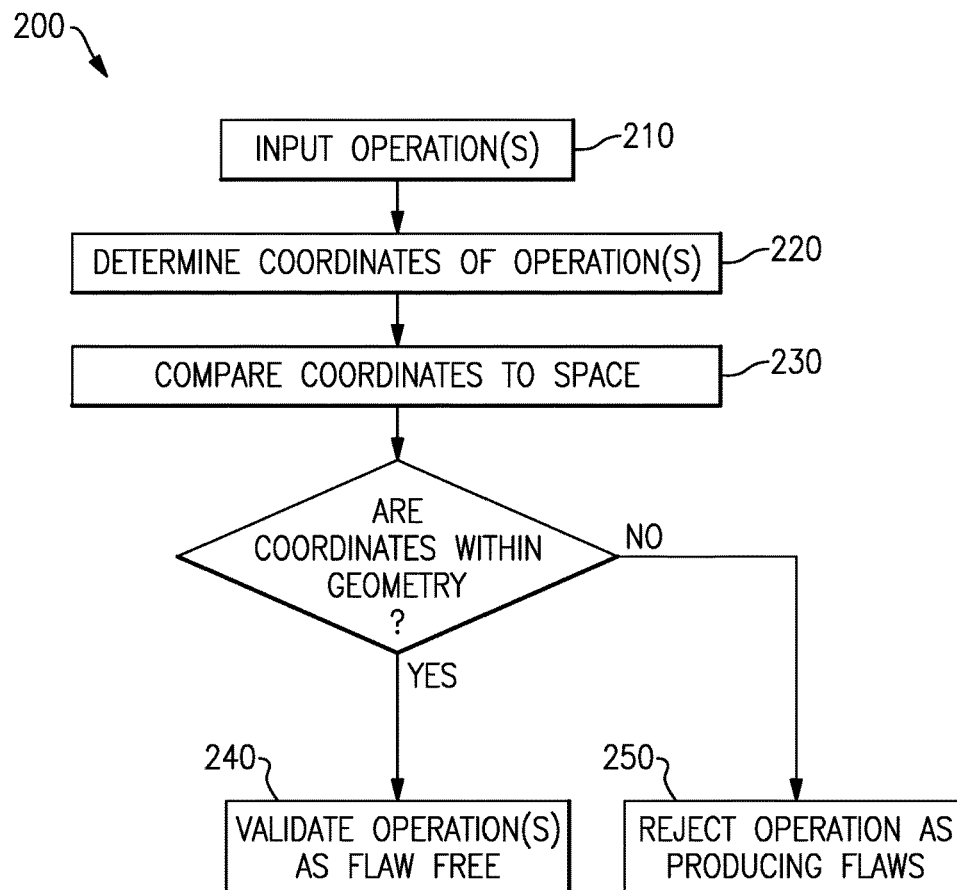 200
INPUT OPERATION(S)
210
DETERMINE COORDINATES OF OPERATION(S)
220
COMPARE COORDINATES TO SPACE
230
ARE
COORDINATES WITHIN
GEOMETRY
?
NO
YES
240
VALIDATE OPERATION(S)
AS FLAW FREE
250
REJECT OPERATION AS
PRODUCING FLAWS